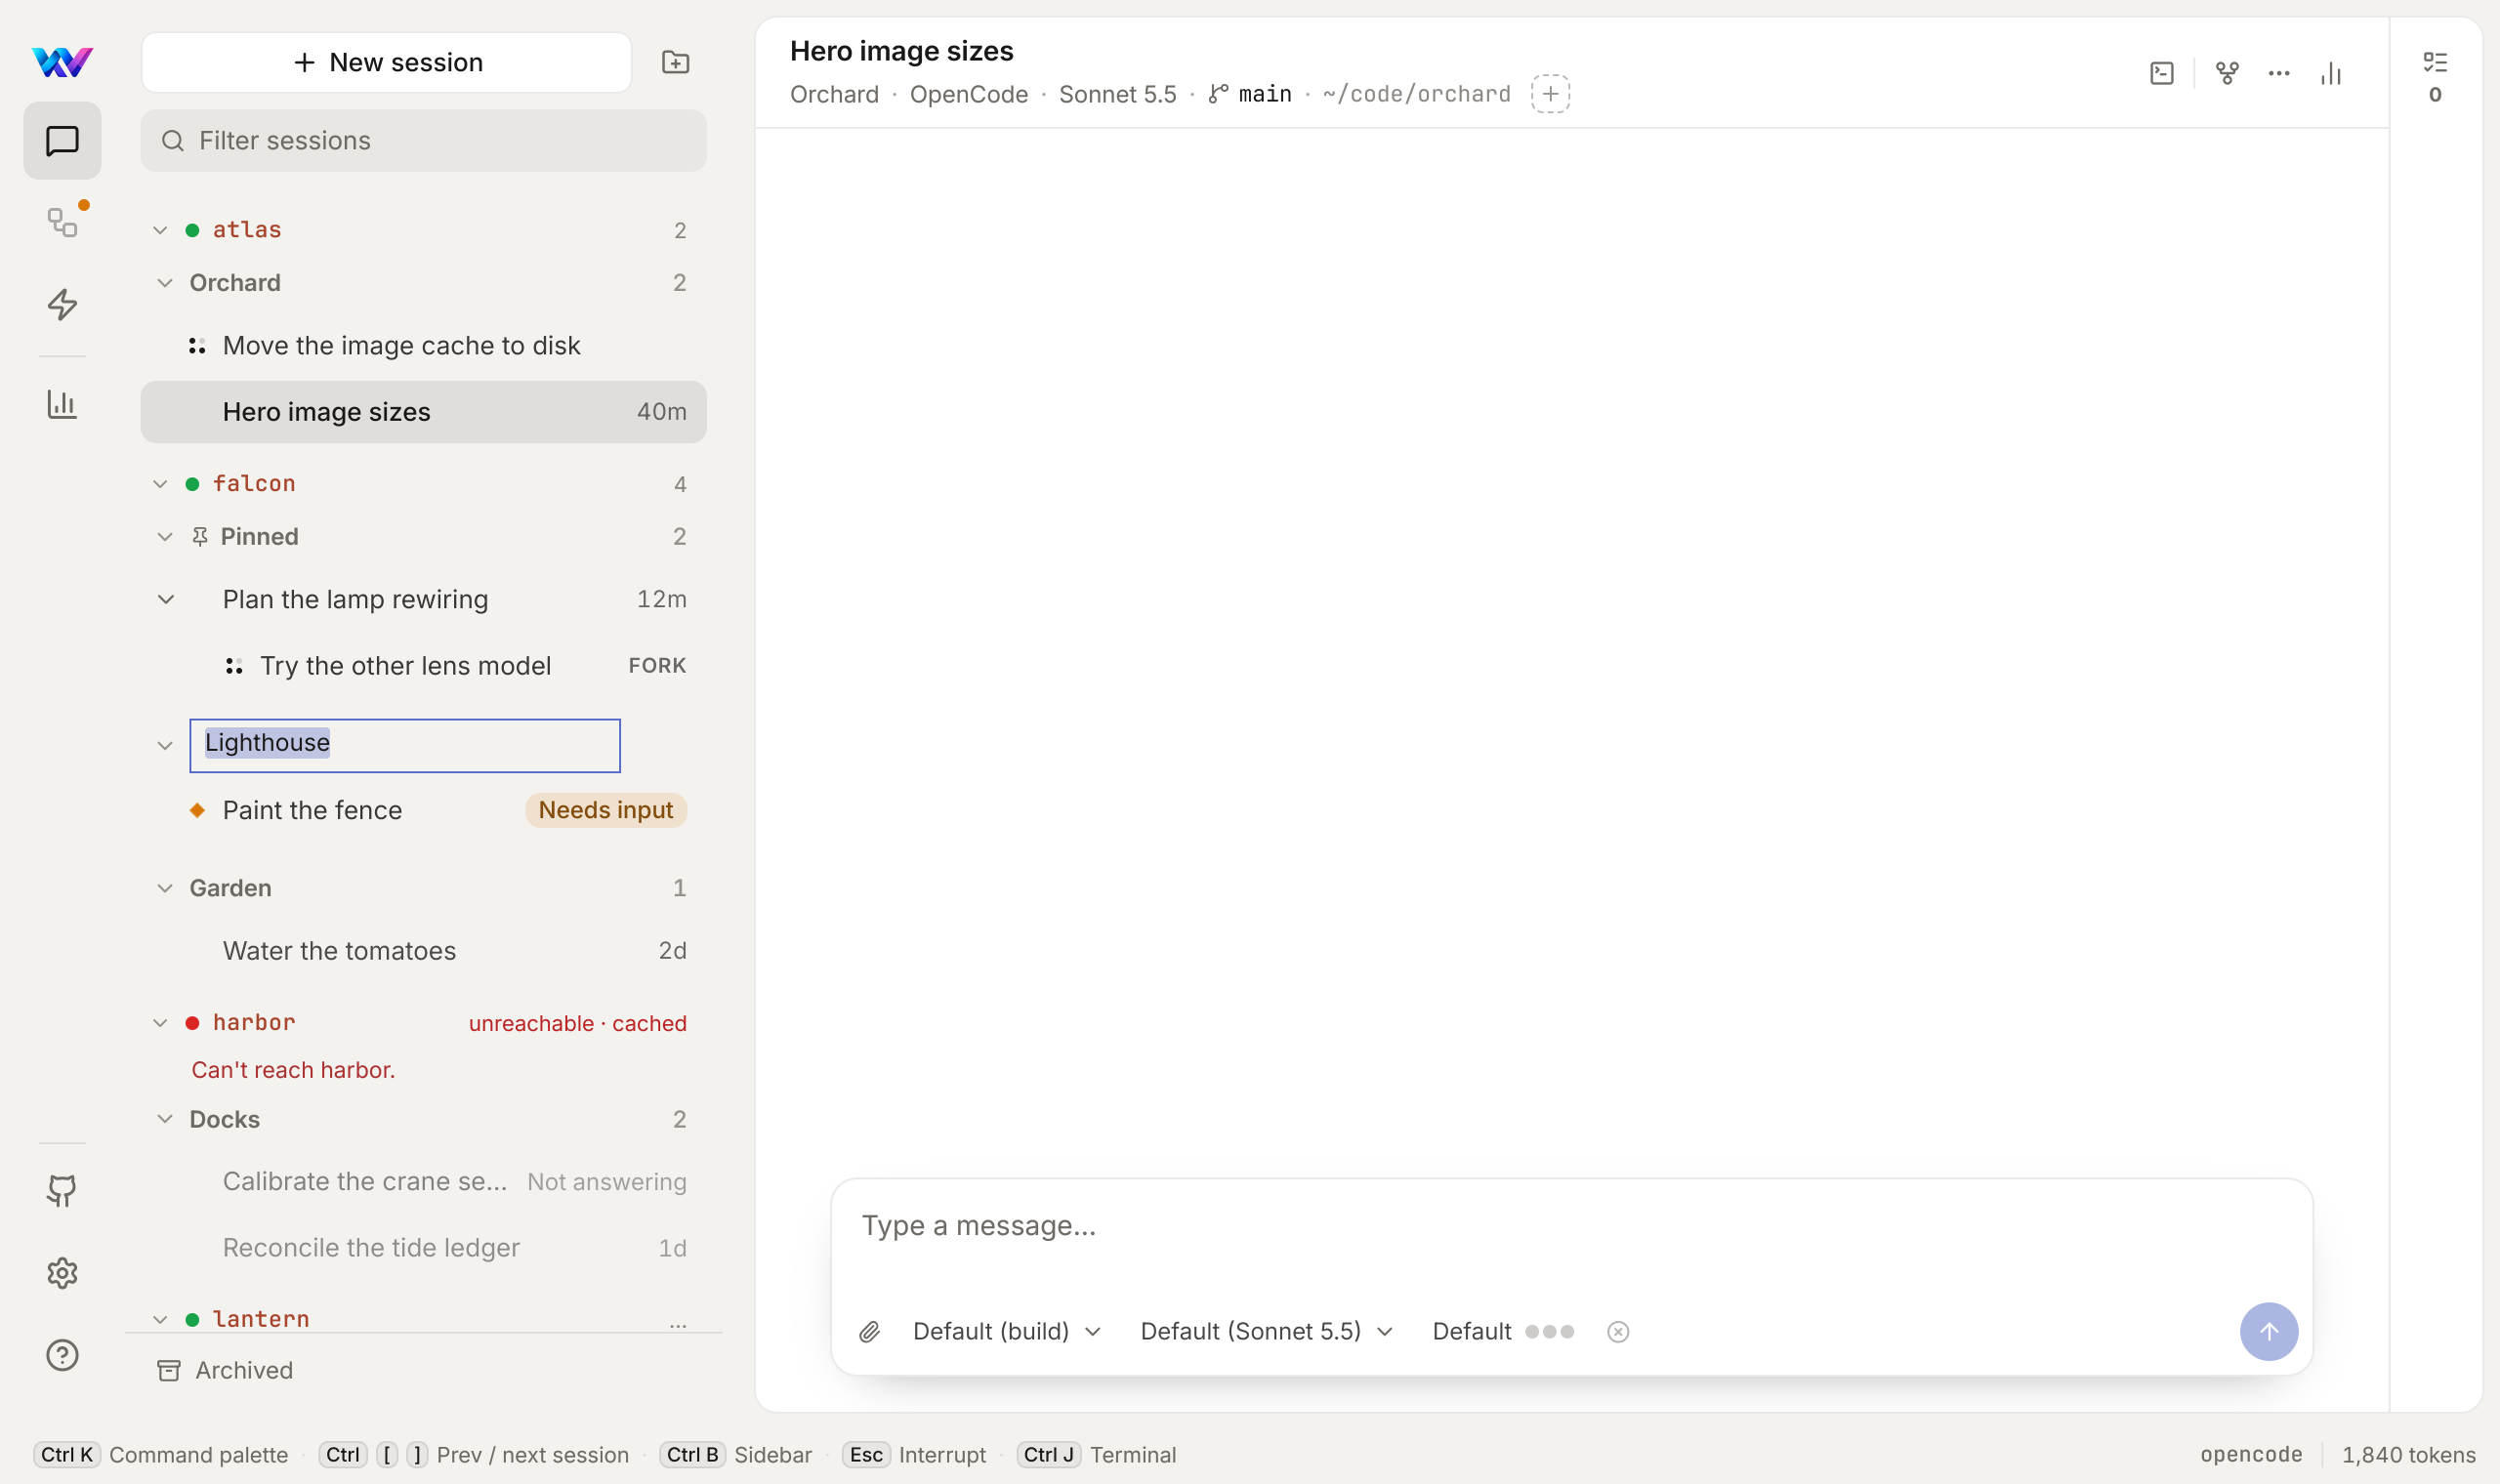 New session
Filter sessions
atlas 2
Orchard 2
Move the image cache to disk
Hero image sizes 40m
falcon 4
Pinned 2
Plan the lamp rewiring 12m
Try the other lens model FORK
Lighthouse
Paint the fence Needs input
Garden 1
Water the tomatoes 2d
harbor unreachable · cached
Can't reach harbor.
Docks 2
Calibrate the crane se... Not answering
Reconcile the tide ledger 1d
lantern ...
Archived
Hero image sizes
Orchard · OpenCode · Sonnet 5.5 · main · ~/code/orchard
0
Type a message...
Default (build) Default (Sonnet 5.5) Default
Ctrl K Command palette · Ctrl [ ] Prev / next session · Ctrl B Sidebar · Esc Interrupt · Ctrl J Terminal
opencode 1,840 tokens